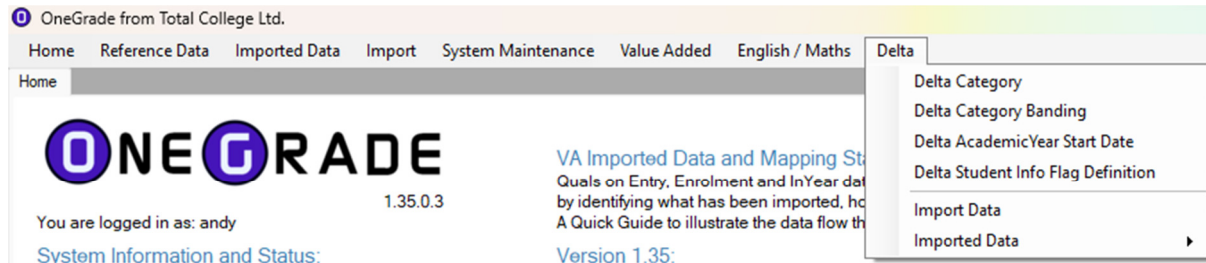 OneGrade from Total College Ltd.
Home Reference Data Imported Data Import System Maintenance Value Added English / Maths Delta
Home
Delta Category
Delta Category Banding
Delta AcademicYear Start Date
Delta Student Info Flag Definition
Import Data
Imported Data
ONEGRADE
1.35.0.3
You are logged in as: andy
System Information and Status:
VA Imported Data and Mapping
Quals on Entry, Enrolment and InYear
by identifying what has been imported,
A Quick Guide to illustrate the data flow
Version 1.35: